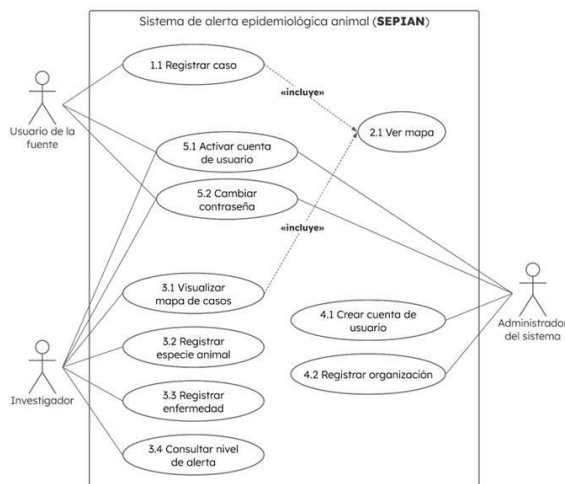 Sistema de alerta epidemiológica animal (SEPIAN)
1.1 Registrar caso
«incluye»
2.1 Ver mapa
Usuario de la
fuente
5.1 Activar cuenta
de usuario
5.2 Cambiar
contraseña
«incluye»
3.1 Visualizar
mapa de casos
4.1 Crear cuenta de
usuario
Administrador
del sistema
3.2 Registrar
especie animal
4.2 Registrar organización
Investigador
3.3 Registrar
enfermedad
3.4 Consultar nivel
de alerta